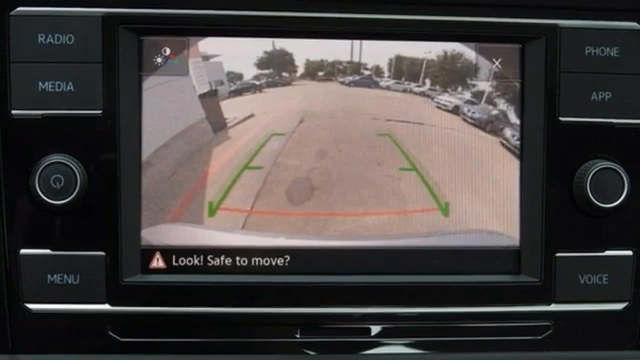 RADIO
PHONE
MEDIA
APP
Look! Safe to move?
MENU
VOICE